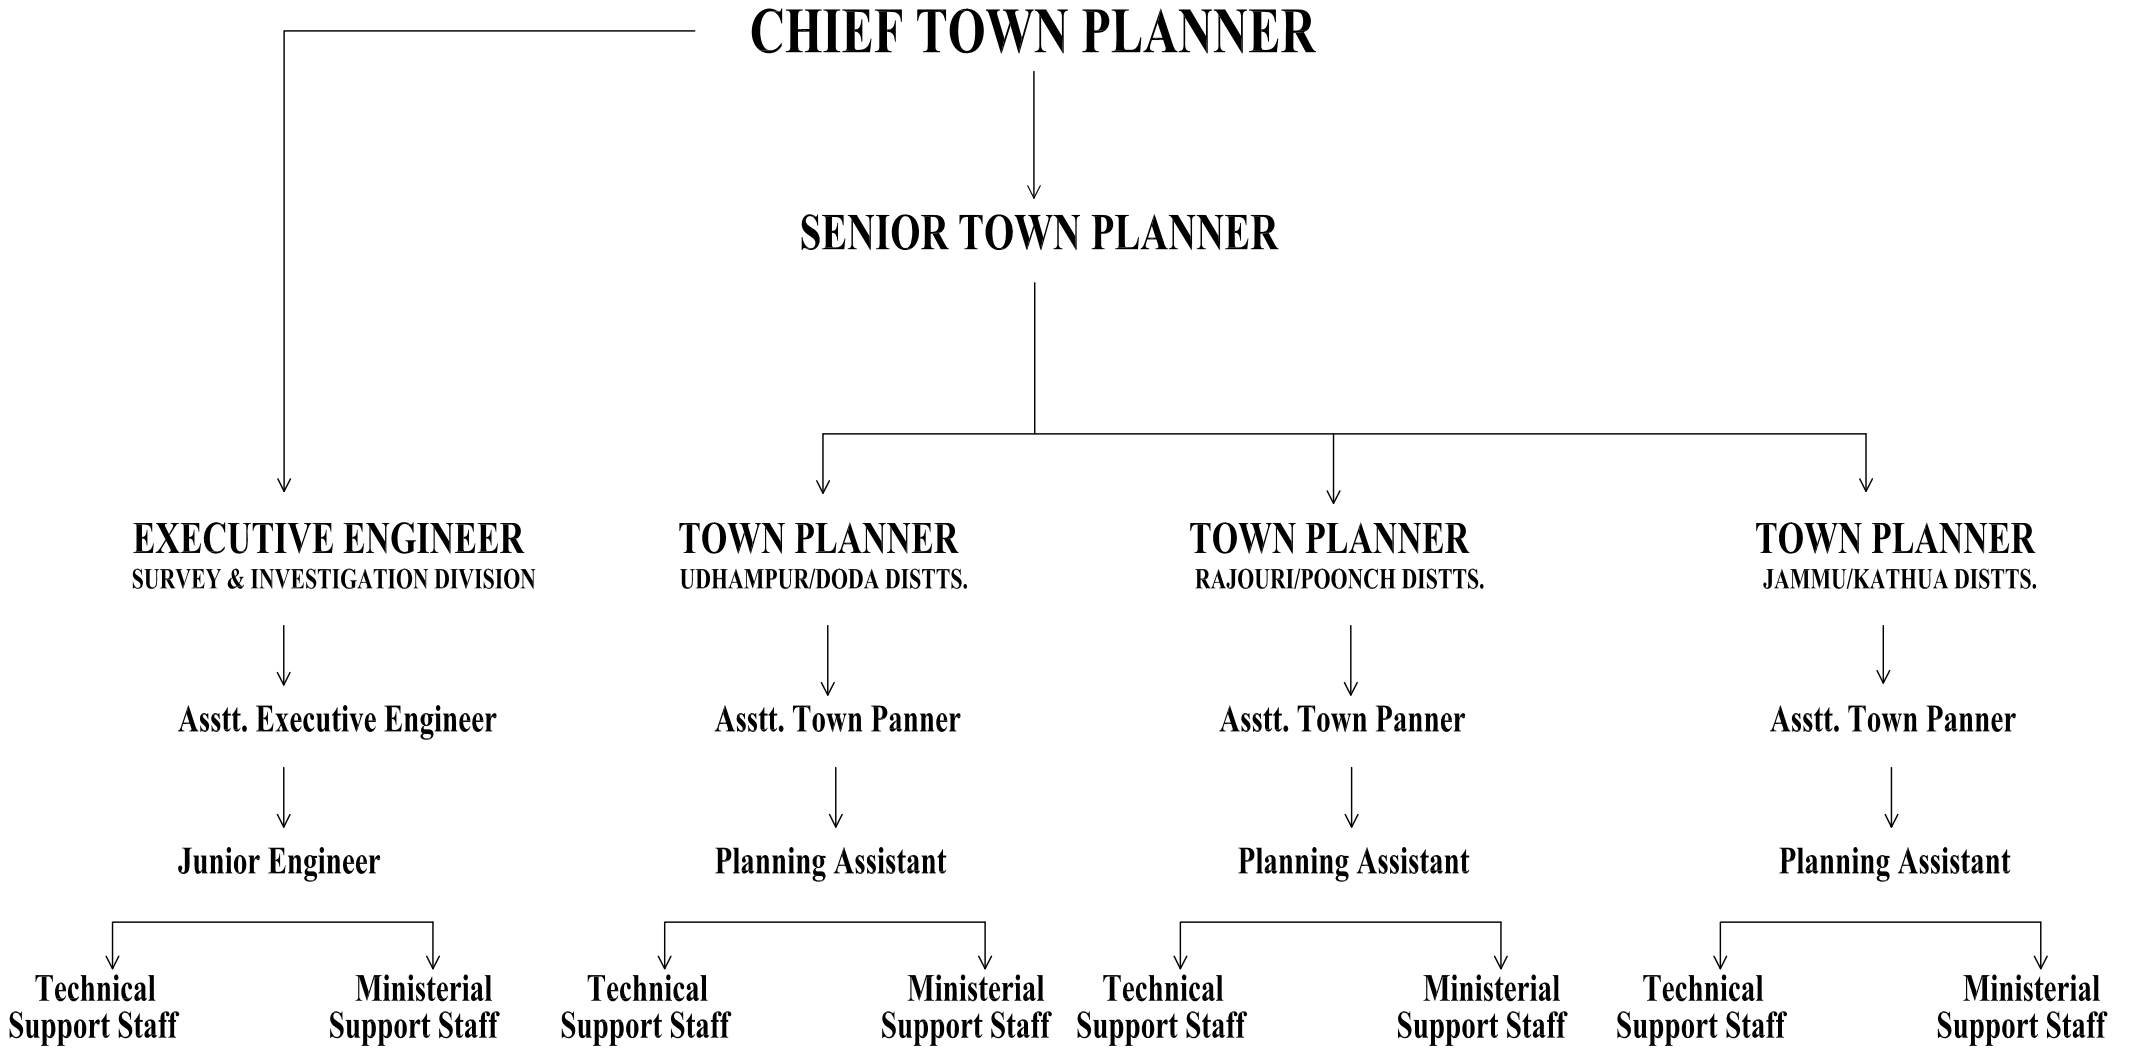 CHIEF TOWN PLANNER
SENIOR TOWN PLANNER
EXECUTIVE ENGINEER
SURVEY & INVESTIGATION DIVISION
TOWN PLANNER
UDHAMPUR/DODA DISTTS.
TOWN PLANNER
RAJOURI/POONCH DISTTS.
TOWN PLANNER
JAMMU/KATHUA DISTTS.
Asstt. Executive Engineer
Asstt. Town Panner
Asstt. Town Panner
Asstt. Town Panner
Junior Engineer
Planning Assistant
Planning Assistant
Planning Assistant
Technical
Support Staff
Ministerial
Support Staff
Technical
Support Staff
Ministerial
Support Staff
Technical
Support Staff
Ministerial
Support Staff
Technical
Support Staff
Ministerial
Support Staff